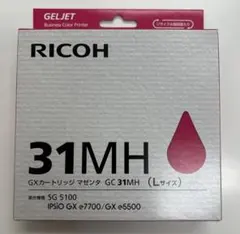 GELJET
Business Color Printer
RICOH
31MH
GXカートリッジ マゼンタ GC 31MH (Lサイズ)
SG 5100
IPSiO GX e7700/GX e5500